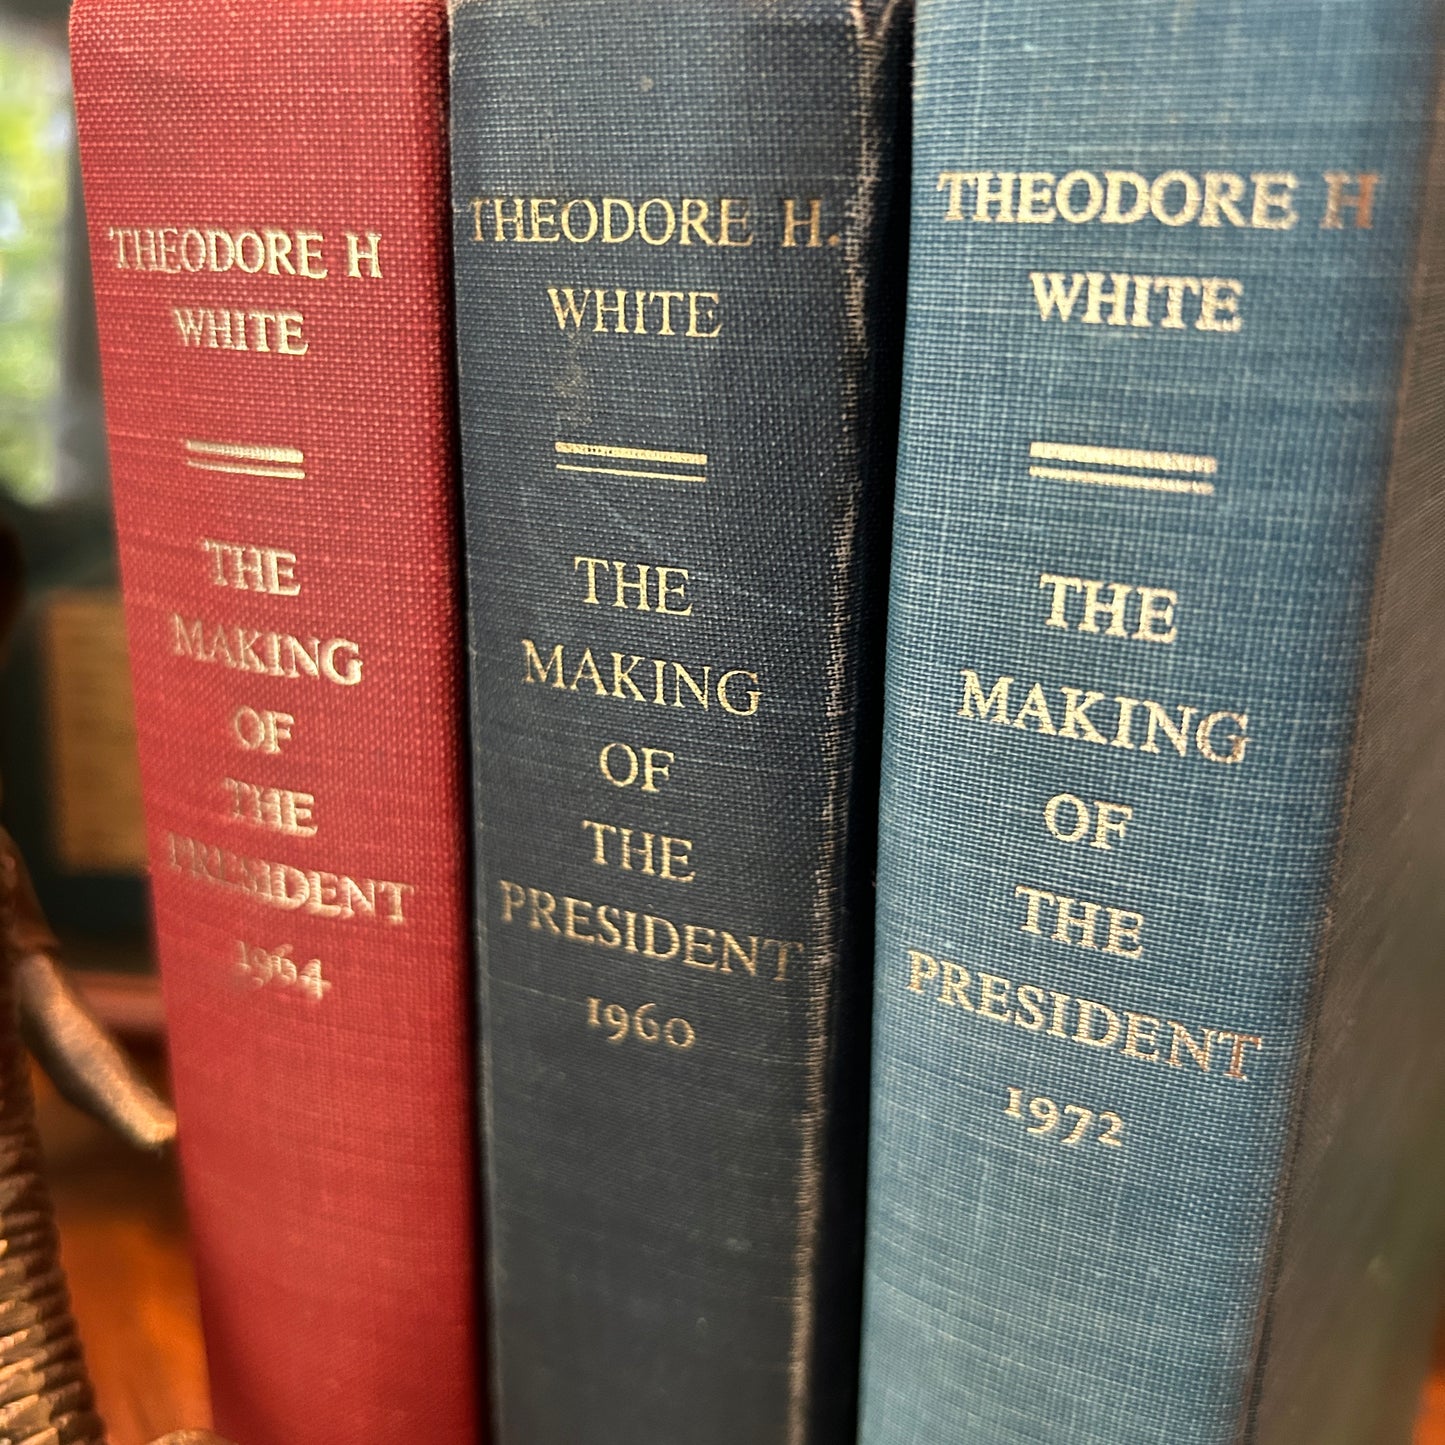 THEODORE H
WHITE
THE
MAKING
OF
THE
PRESIDENT
1964
THEODORE H.
WHITE
THE
MAKING
OF
THE
PRESIDENT
1960
THEODORE H
WHITE
THE
MAKING
OF
THE
PRESIDENT
1972